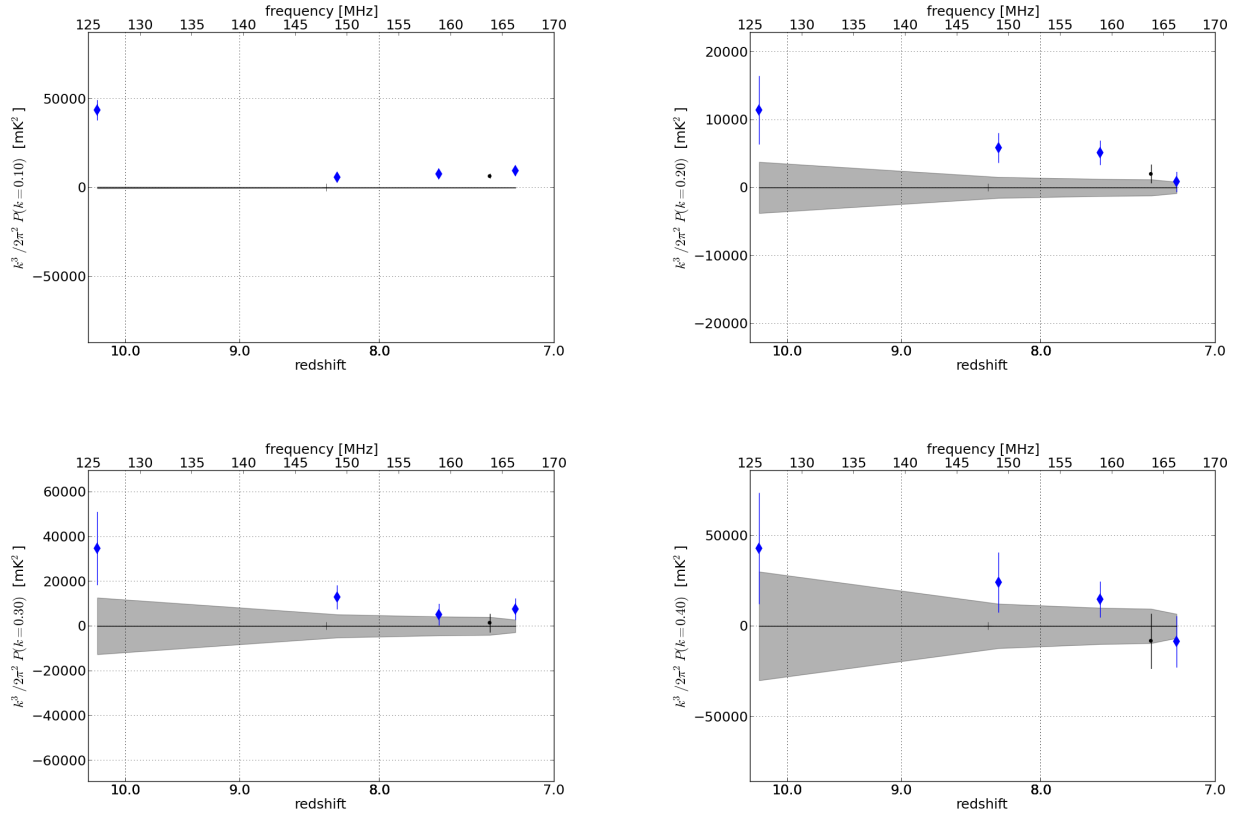 frequency [MHz]
125 130 135 140 145 150 155 160 165 170
50000
0
−50000
k³/2π² P(k=0.10) [mK²]
10.0 9.0 8.0 7.0
redshift
frequency [MHz]
125 130 135 140 145 150 155 160 165 170
20000
10000
0
−10000
−20000
k³/2π² P(k=0.20) [mK²]
10.0 9.0 8.0 7.0
redshift
frequency [MHz]
125 130 135 140 145 150 155 160 165 170
60000
40000
20000
0
−20000
−40000
−60000
k³/2π² P(k=0.30) [mK²]
10.0 9.0 8.0 7.0
redshift
frequency [MHz]
125 130 135 140 145 150 155 160 165 170
50000
0
−50000
k³/2π² P(k=0.40) [mK²]
10.0 9.0 8.0 7.0
redshift